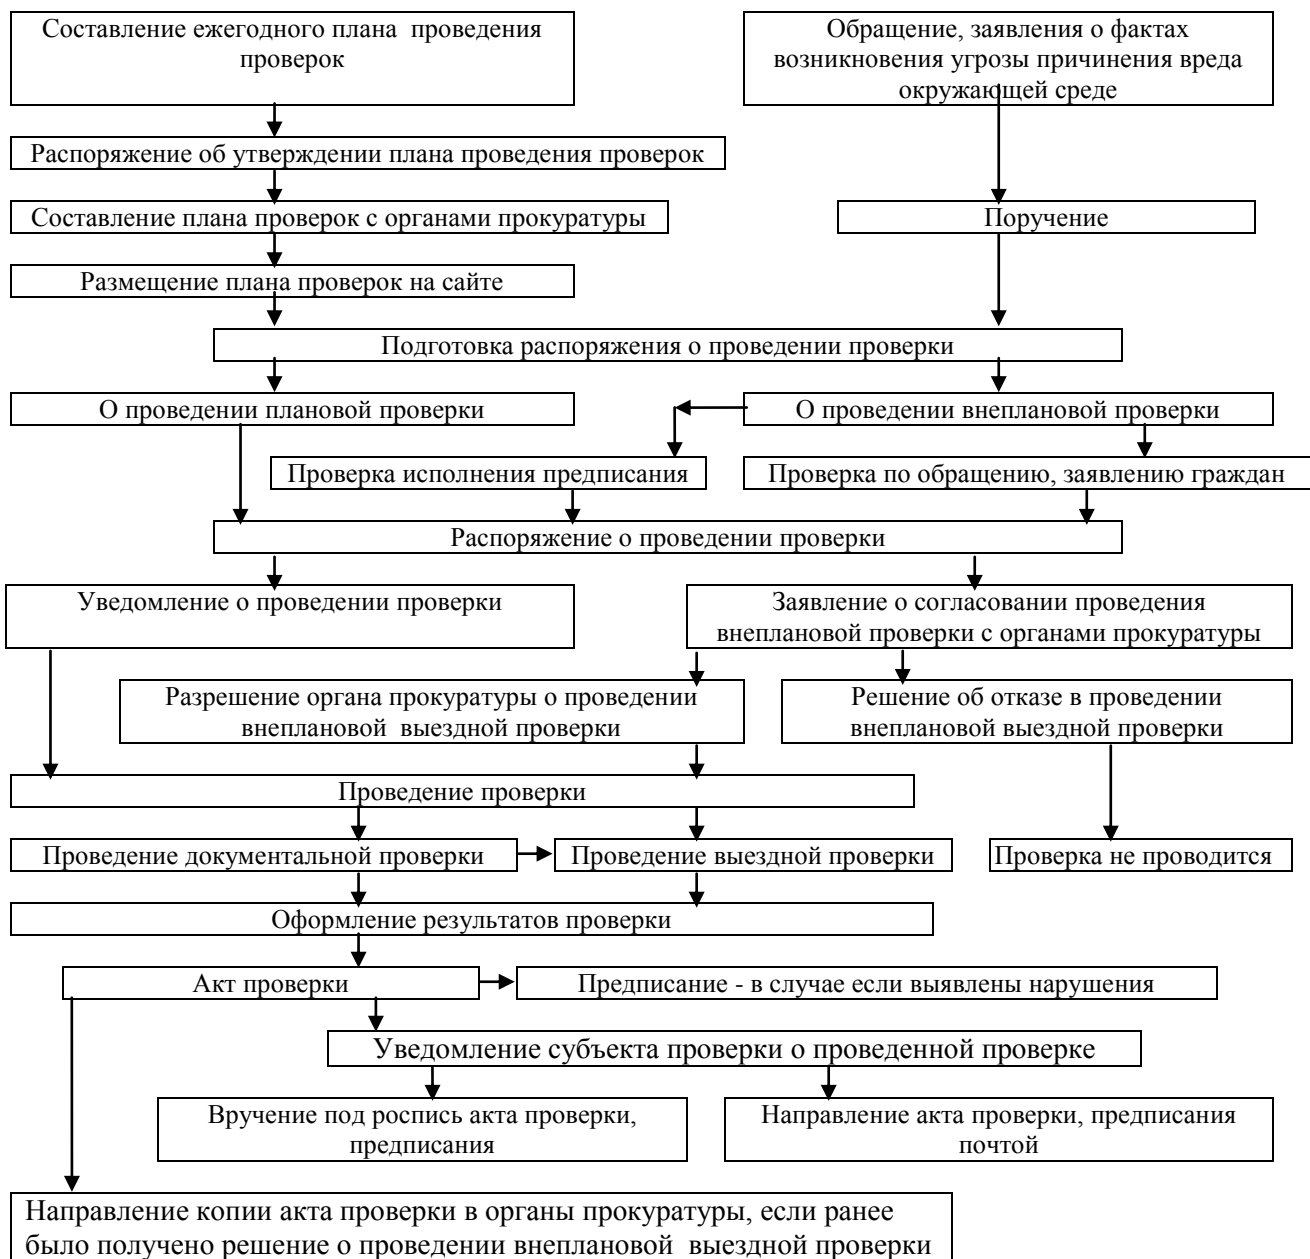 Составление ежегодного плана  проведения
проверок
Обращение, заявления о фактах
возникновения угрозы причинения вреда
окружающей среде
Распоряжение об утверждении плана проведения проверок
Составление плана проверок с органами прокуратуры
Поручение
Размещение плана проверок на сайте
Подготовка распоряжения о проведении проверки
О проведении плановой проверки
О проведении внеплановой проверки
Проверка исполнения предписания
Проверка по обращению, заявлению граждан
Распоряжение о проведении проверки
Уведомление о проведении проверки
Заявление о согласовании проведения
внеплановой проверки с органами прокуратуры
Разрешение органа прокуратуры о проведении
внеплановой  выездной проверки
Решение об отказе в проведении
внеплановой выездной проверки
Проведение проверки
Проведение документальной проверки
Проведение выездной проверки
Проверка не проводится
Оформление результатов проверки
Акт проверки
Предписание - в случае если выявлены нарушения
Уведомление субъекта проверки о проведенной проверке
Вручение под роспись акта проверки,
предписания
Направление акта проверки, предписания
почтой
Направление копии акта проверки в органы прокуратуры, если ранее
было получено решение о проведении внеплановой  выездной проверки